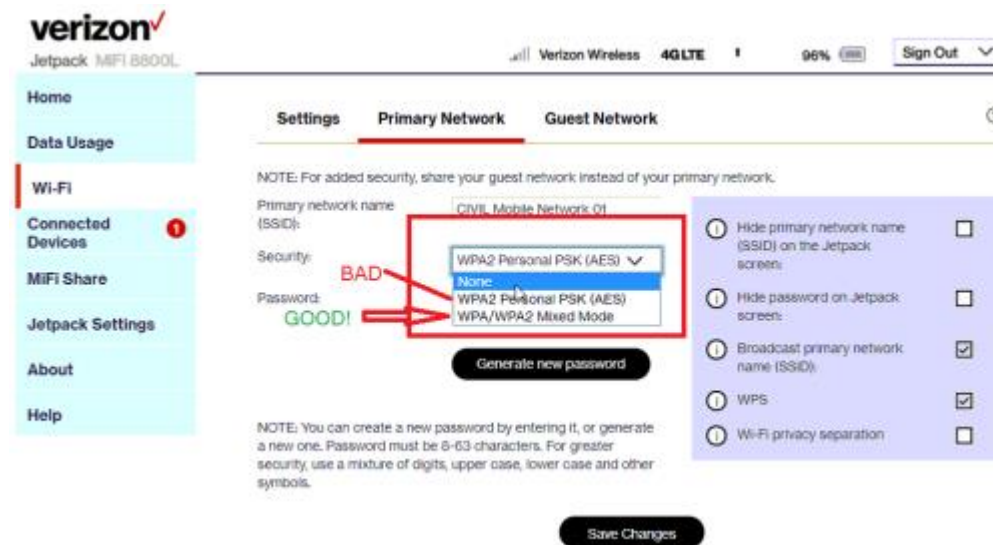 verizon
Jetpack MiFi 8800L
Verizon Wireless 4G LTE 96% Sign Out
Home
Data Usage
Wi-Fi
Connected Devices 1
MiFi Share
Jetpack Settings
About
Help
Settings Primary Network Guest Network
NOTE: For added security, share your guest network instead of your primary network.
Primary network name
(SSID):
CIVIL Mobile Network 01
Security:
WPA2 Personal PSK (AES)
BAD
None
WPA2 Personal PSK (AES)
Password:
GOOD!
WPA/WPA2 Mixed Mode
Generate new password
NOTE: You can create a new password by entering it, or generate
a new one. Password must be 8-63 characters. For greater
security, use a mixture of digits, upper case, lower case and other
symbols.
Hide primary network name
(SSID) on the Jetpack
screen:
Hide password on Jetpack
screen:
Broadcast primary network
name (SSID):
WPS
Wi-Fi privacy separation
Save Changes